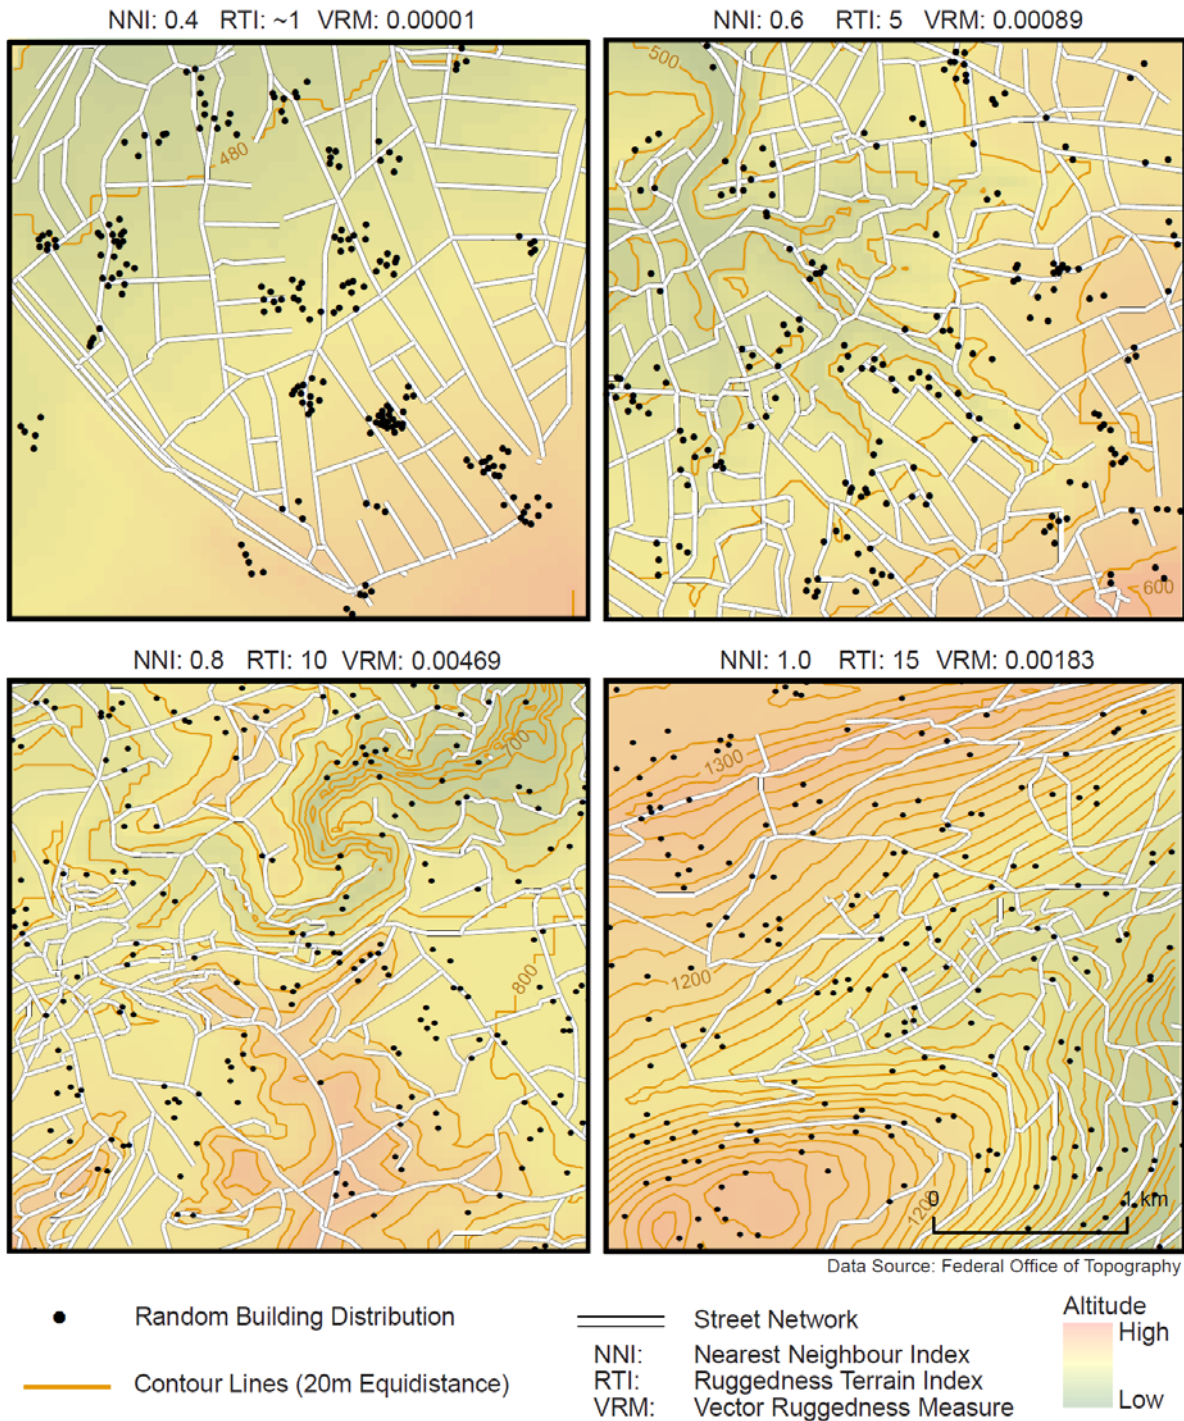 NNI: 0.4 RTI: ~1 VRM: 0.00001
NNI: 0.6 RTI: 5 VRM: 0.00089
480
500
600
NNI: 0.8 RTI: 10 VRM: 0.00469
NNI: 1.0 RTI: 15 VRM: 0.00183
700
800
1300
1200
1200
0 1 km
Data Source: Federal Office of Topography
Random Building Distribution
Contour Lines (20m Equidistance)
Street Network
NNI: Nearest Neighbour Index
RTI: Ruggedness Terrain Index
VRM: Vector Ruggedness Measure
Altitude
High
Low